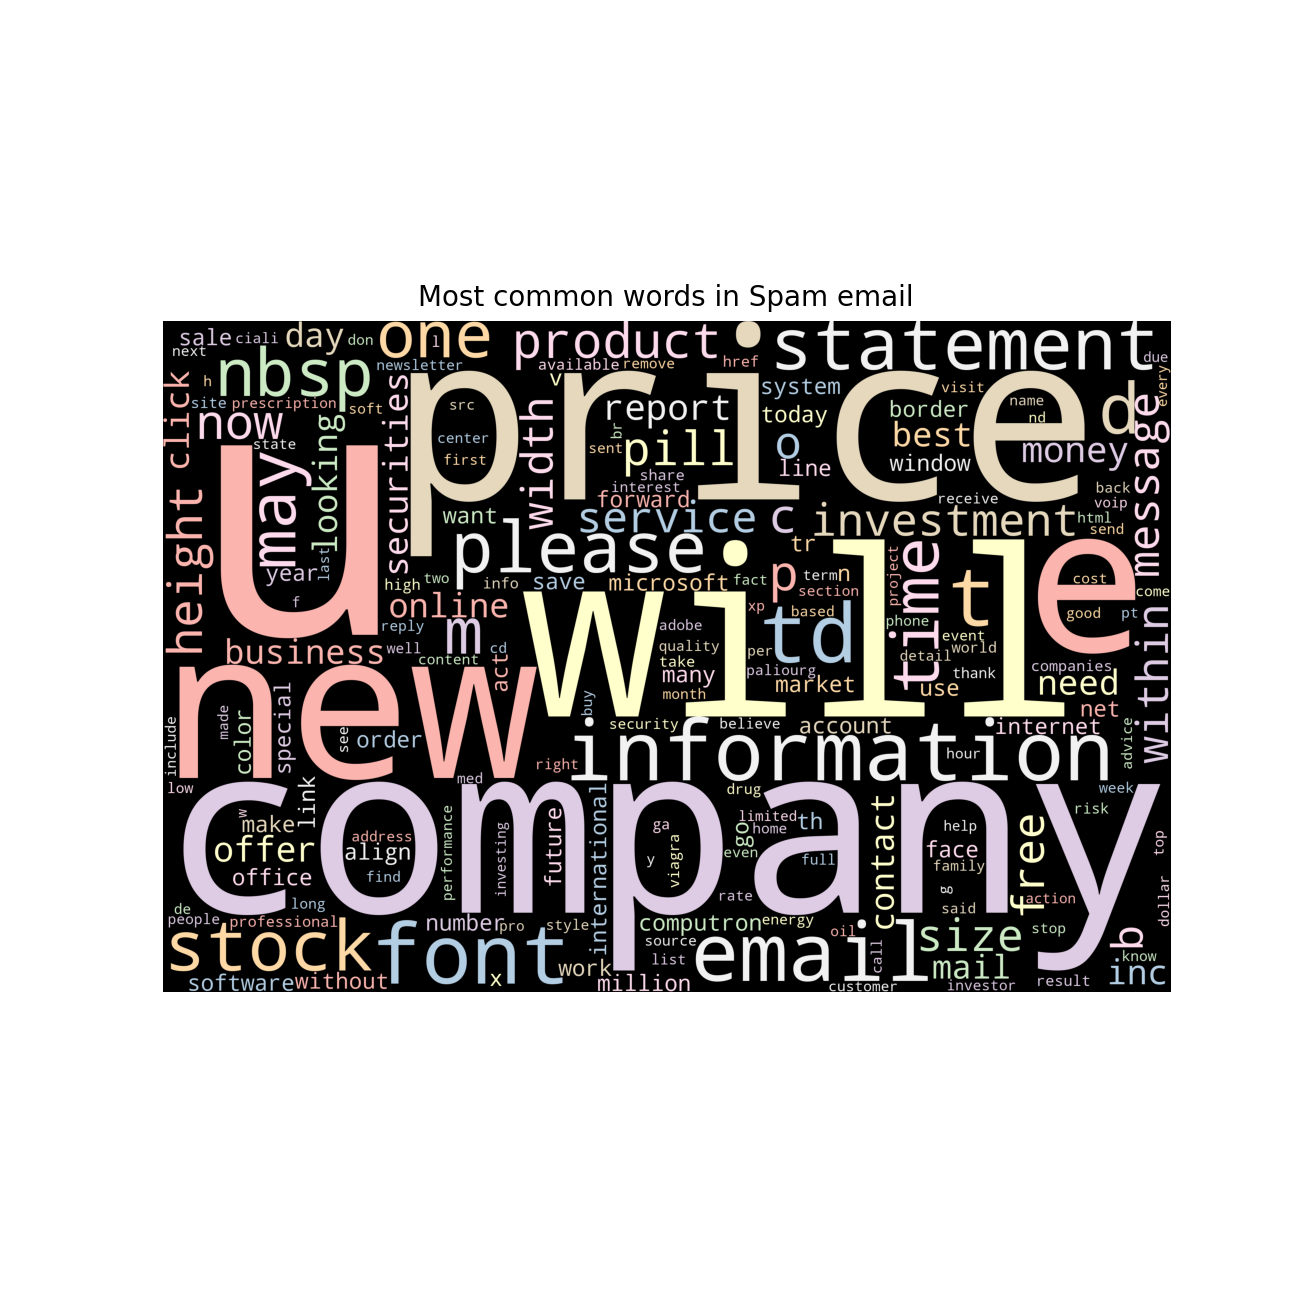 Most common words in Spam email
sale ciali day don one l product available remove href statement due
next nbsp newsletter v system visit every
h site prescription soft src report border name nd d
now state center br today best
height click may looking securities u price width sent pill o line window money message
first share interest forward receive back voip
want service c investment html send
last year high two please tr
info save microsoft fact p term n section project cost come
f online will time t e good pt
reply m adobe xp based phone
business well content cd quality per td event world detail within
act take many paliourg market use thank companies need
new month net
include made color special see order buy security believe account internet advice
right information hour
low link med drug week
company
w make address performance investing future international ga go limited home th contact help free risk top
offer align y viagra even full face family
office find rate g said action dollar
de long
people professional number pro style computron energy size stop b
stock font source oil call know
x work list email mail inc
software without million customer investor result